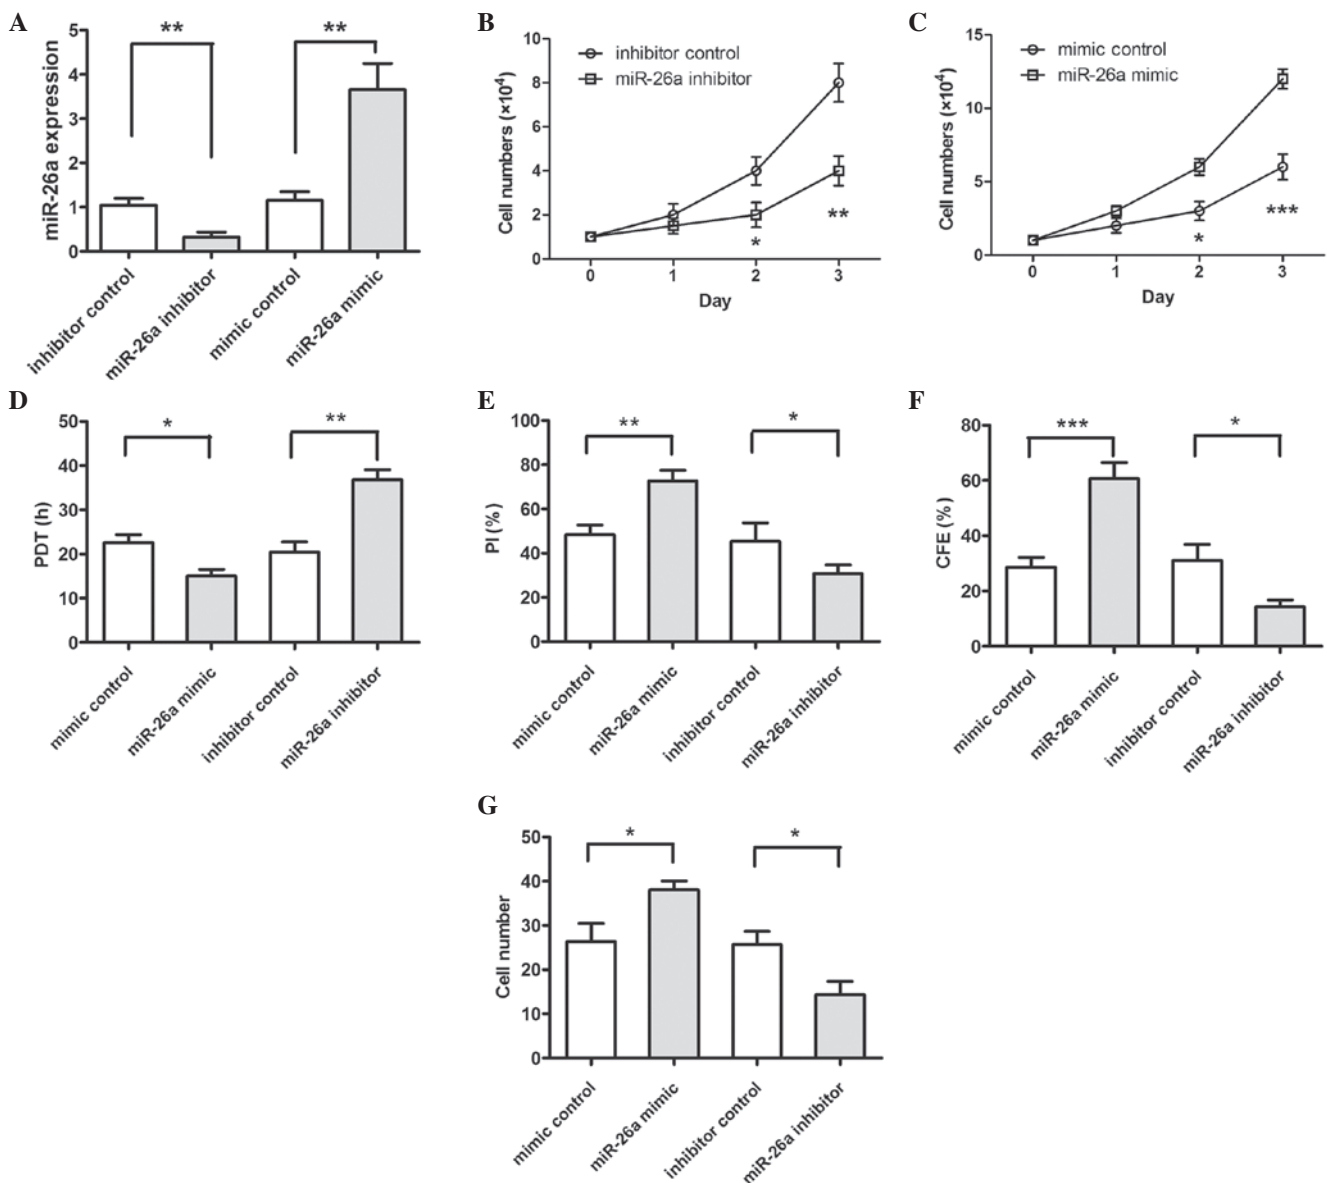 A
miR-26a expression
5
4
3
2
1
0
**
**
inhibitor control
miR-26a inhibitor
mimic control
miR-26a mimic
B
Cell numbers (×10⁴)
10
8
6
4
2
0
inhibitor control
miR-26a inhibitor
*
**
0 1 2 3
Day
C
Cell numbers (×10⁴)
15
10
5
0
mimic control
miR-26a mimic
*
***
0 1 2 3
Day
D
PDT (h)
50
40
30
20
10
0
*
**
mimic control
miR-26a mimic
inhibitor control
miR-26a inhibitor
E
PI (%)
100
80
60
40
20
0
**
*
mimic control
miR-26a mimic
inhibitor control
miR-26a inhibitor
F
CFE (%)
80
60
40
20
0
***
*
mimic control
miR-26a mimic
inhibitor control
miR-26a inhibitor
G
Cell number
50
40
30
20
10
0
*
*
mimic control
miR-26a mimic
inhibitor control
miR-26a inhibitor